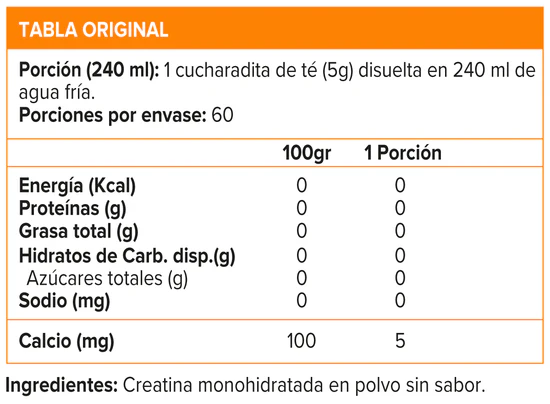 TABLA ORIGINAL
Porción (240 ml): 1 cucharadita de té (5g) disuelta en 240 ml de
agua fría.
Porciones por envase: 60
100gr 1 Porción
Energía (Kcal) 0 0
Proteínas (g) 0 0
Grasa total (g) 0 0
Hidratos de Carb. disp.(g) 0 0
Azúcares totales (g) 0 0
Sodio (mg) 0 0
Calcio (mg) 100 5
Ingredientes: Creatina monohidratada en polvo sin sabor.